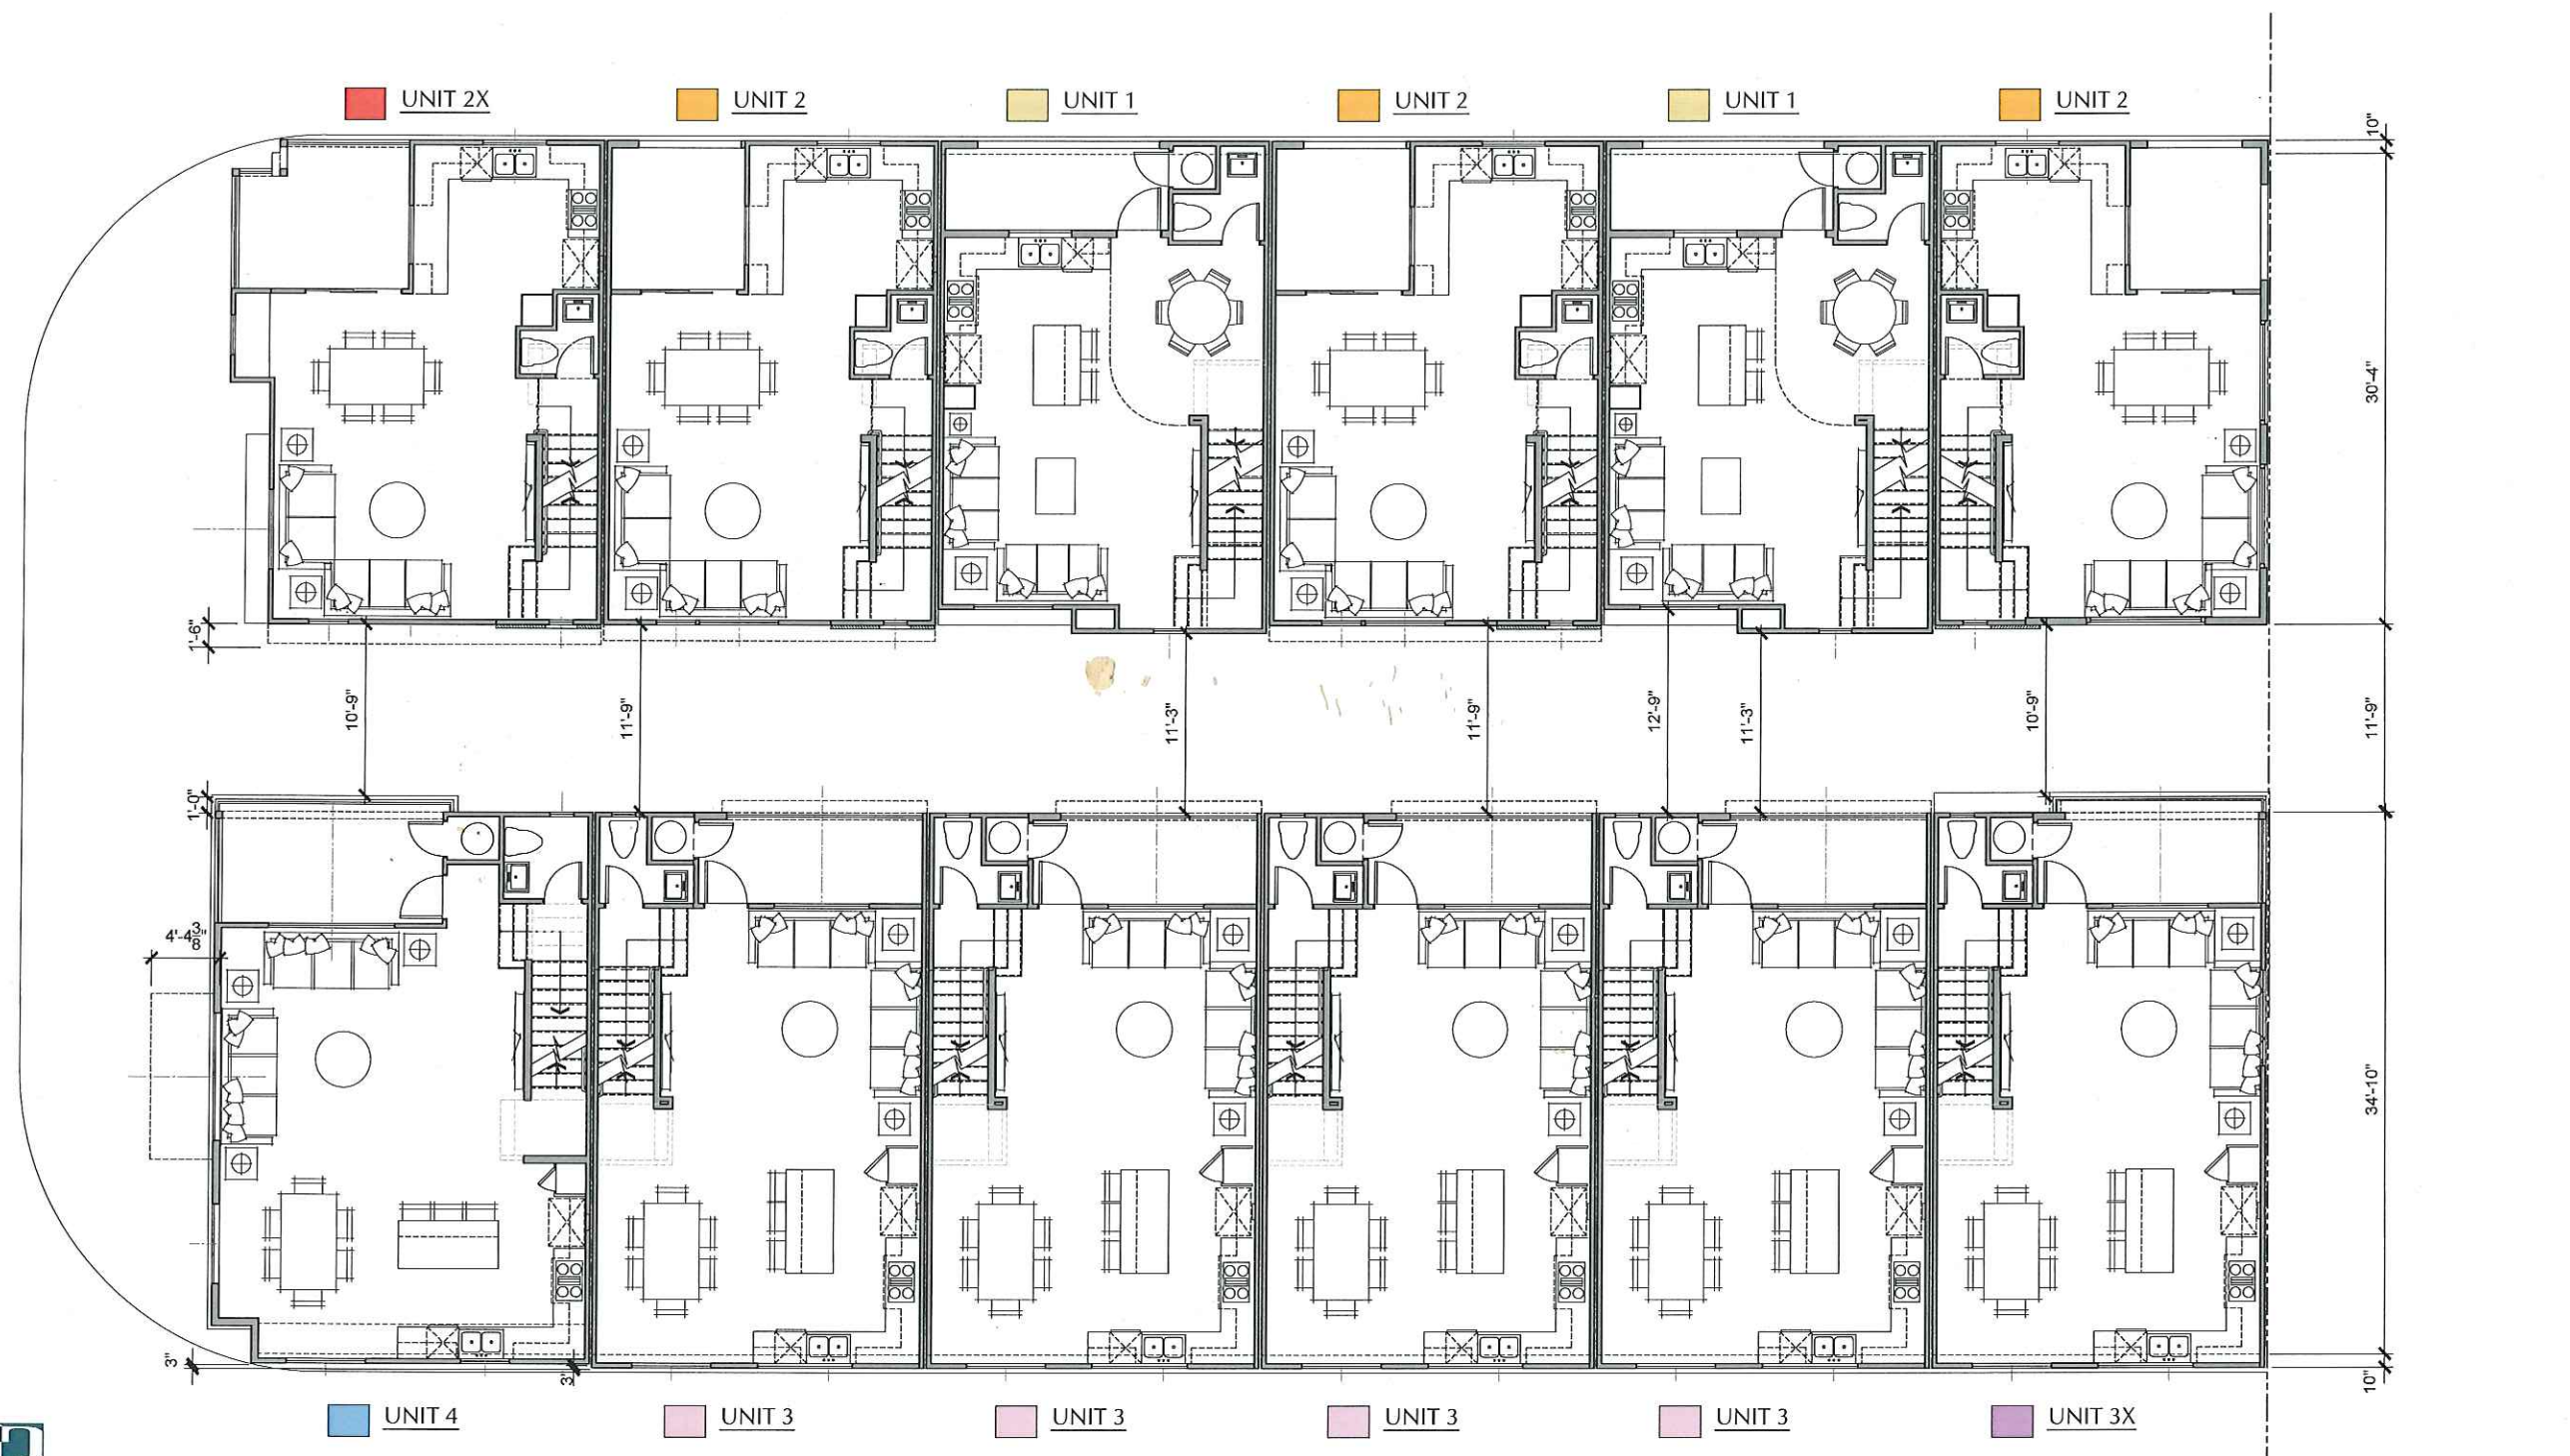 UNIT 2X
UNIT 2
UNIT 1
UNIT 2
UNIT 1
UNIT 2
10"
30'-4"
1'-6"
10'-9"
11'-9"
11'-3"
11'-9"
12'-9"
11'-3"
10'-9"
11'-9"
1'-0"
4'-4 3/8"
34'-10"
3"
3"
10"
UNIT 4
UNIT 3
UNIT 3
UNIT 3
UNIT 3
UNIT 3X